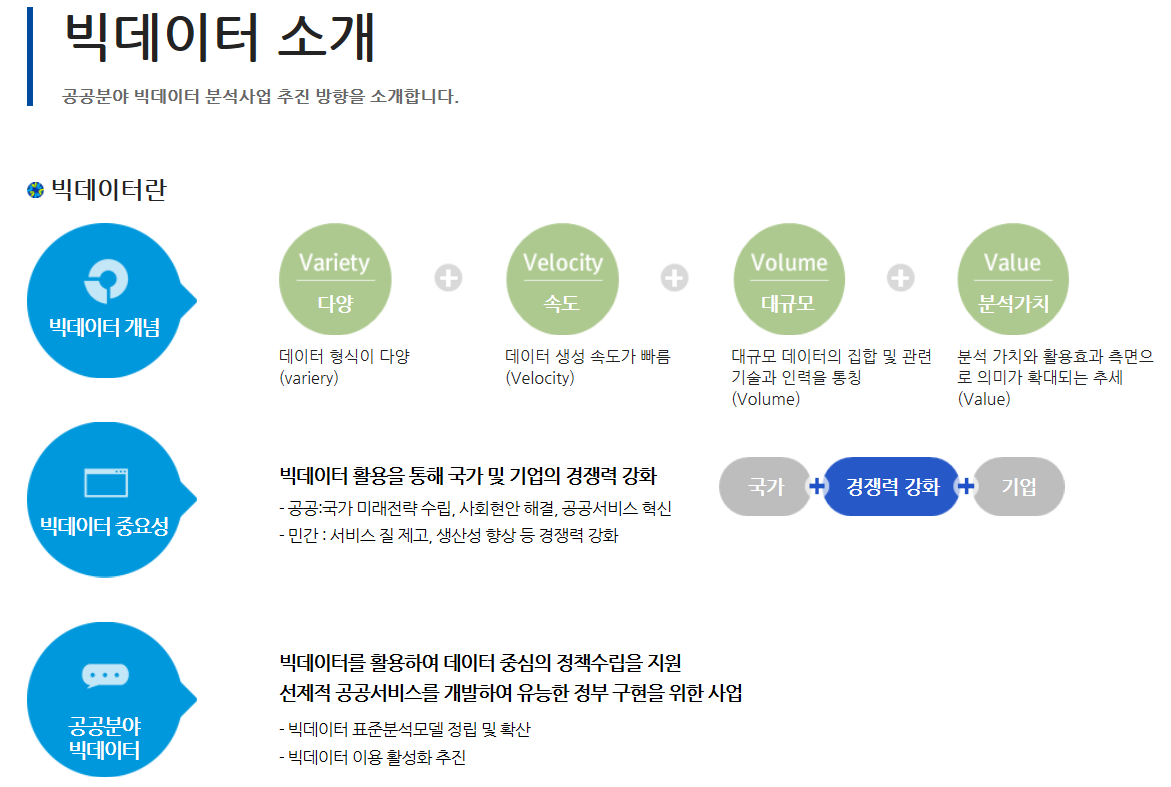 빅데이터 소개
공공분야 빅데이터 분석사업 추진 방향을 소개합니다.
빅데이터란
빅데이터 개념
Variety
다양
데이터 형식이 다양
(variery)
Velocity
속도
데이터 생성 속도가 빠름
(Velocity)
Volume
대규모
대규모 데이터의 집합 및 관련
기술과 인력을 통칭
(Volume)
Value
분석가치
분석 가치와 활용효과 측면으
로 의미가 확대되는 추세
(Value)
빅데이터 중요성
빅데이터 활용을 통해 국가 및 기업의 경쟁력 강화
- 공공:국가 미래전략 수립, 사회현안 해결, 공공서비스 혁신
- 민간 : 서비스 질 제고, 생산성 향상 등 경쟁력 강화
국가
경쟁력 강화
기업
공공분야
빅데이터
빅데이터를 활용하여 데이터 중심의 정책수립을 지원
선제적 공공서비스를 개발하여 유능한 정부 구현을 위한 사업
- 빅데이터 표준분석모델 정립 및 확산
- 빅데이터 이용 활성화 추진